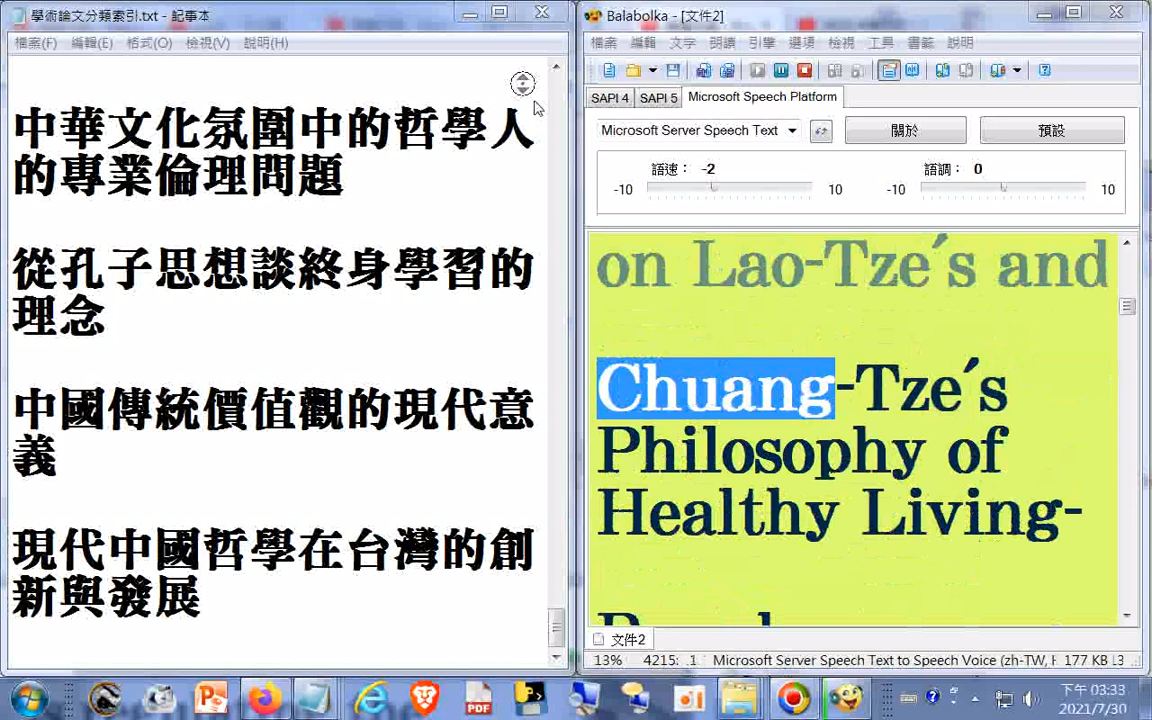 學術論文分類索引.txt - 記事本
檔案(F) 編輯(E) 格式(O) 檢視(V) 說明(H)
中華文化氛圍中的哲學人
的專業倫理問題
從孔子思想談終身學習的
理念
中國傳統價值觀的現代意
義
現代中國哲學在台灣的創
新與發展
Balabolka - [文件2]
檔案 編輯 文字 朗讀 引擎 選項 檢視 工具 書籤 說明
SAPI 4 SAPI 5 Microsoft Speech Platform
Microsoft Server Speech Text 關於 預設
語速： -2 語調： 0
-10 10 -10 10
on Lao-Tze´s and
Chuang-Tze´s
Philosophy of
Healthy Living-
文件2
13% 4215: .1 Microsoft Server Speech Text to Speech Voice (zh-TW, 177 KB
PDF
下午 03:33
2021/7/30